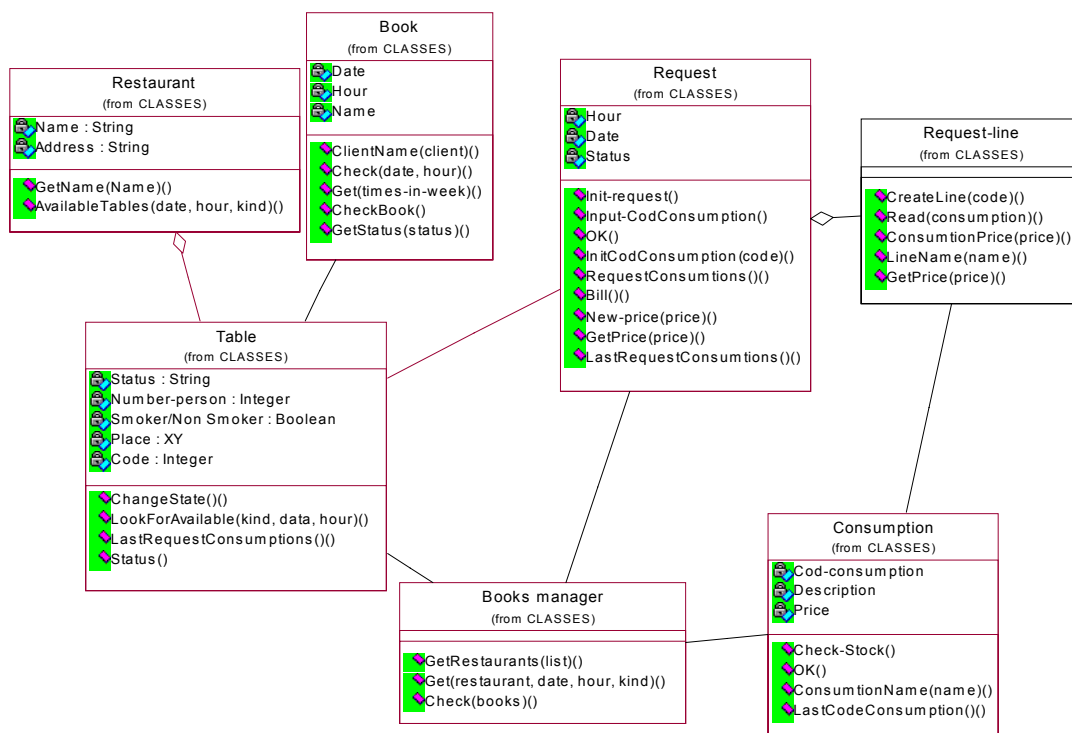 Book
(from CLASSES)
Date
Hour
Name
ClientName(client)()
Check(date, hour)()
Get(times-in-week)()
CheckBook()
GetStatus(status)()
Restaurant
(from CLASSES)
Name : String
Address : String
GetName(Name)()
AvailableTables(date, hour, kind)()
Request
(from CLASSES)
Hour
Date
Status
Init-request()
Input-CodConsumption()
OK()
InitCodConsumption(code)()
RequestConsumtions()()
Bill()()
New-price(price)()
GetPrice(price)()
LastRequestConsumtions()()
Request-line
(from CLASSES)
CreateLine(code)()
Read(consumption)()
ConsumtionPrice(price)()
LineName(name)()
GetPrice(price)()
Table
(from CLASSES)
Status : String
Number-person : Integer
Smoker/Non Smoker : Boolean
Place : XY
Code : Integer
ChangeState()()
LookForAvailable(kind, data, hour)()
LastRequestConsumptions()()
Status()
Books manager
(from CLASSES)
GetRestaurants(list)()
Get(restaurant, date, hour, kind)()
Check(books)()
Consumption
(from CLASSES)
Cod-consumption
Description
Price
Check-Stock()
OK()
ConsumtionName(name)()
LastCodeConsumption()()